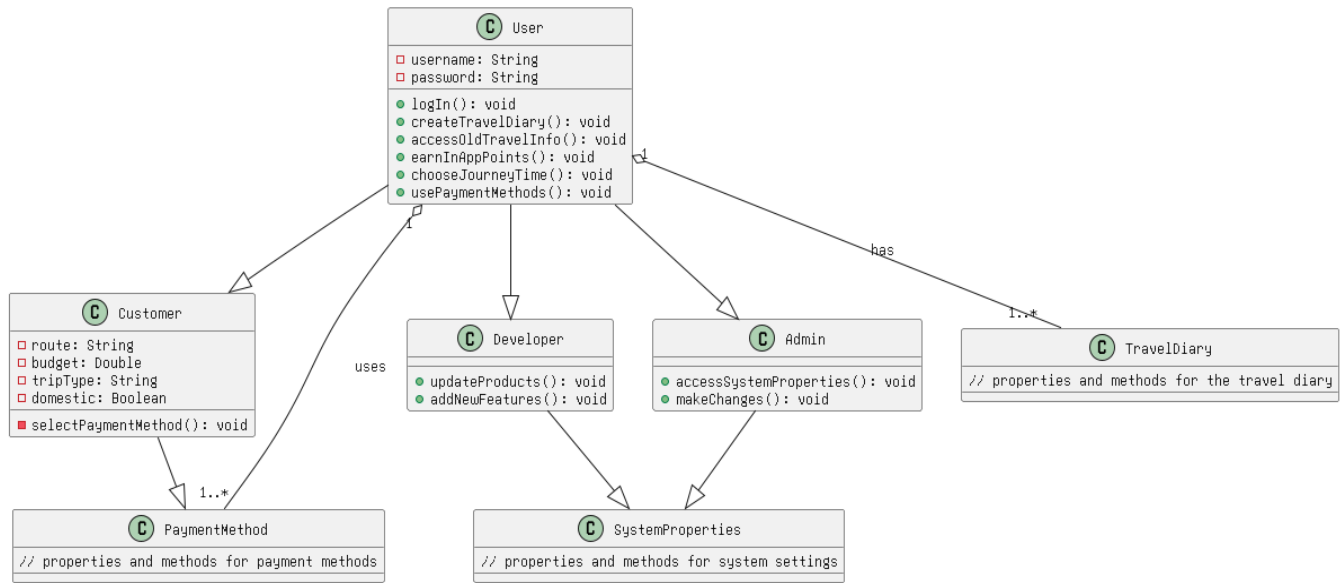 C User
username: String
password: String
logIn(): void
createTravelDiary(): void
accessOldTravelInfo(): void
earnInAppPoints(): void
chooseJourneyTime(): void
usePaymentMethods(): void
1
1
has
uses
1..*
1..*
C Customer
route: String
budget: Double
tripType: String
domestic: Boolean
selectPaymentMethod(): void
C Developer
updateProducts(): void
addNewFeatures(): void
C Admin
accessSystemProperties(): void
makeChanges(): void
C TravelDiary
// properties and methods for the travel diary
C PaymentMethod
// properties and methods for payment methods
C SystemProperties
// properties and methods for system settings